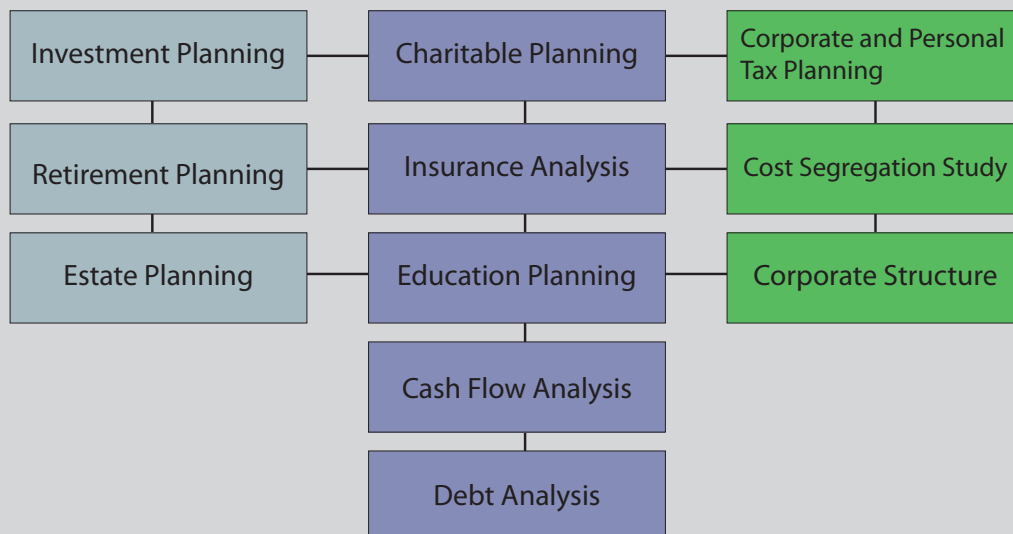 Investment Planning
Charitable Planning
Corporate and Personal
Tax Planning
Retirement Planning
Insurance Analysis
Cost Segregation Study
Estate Planning
Education Planning
Corporate Structure
Cash Flow Analysis
Debt Analysis